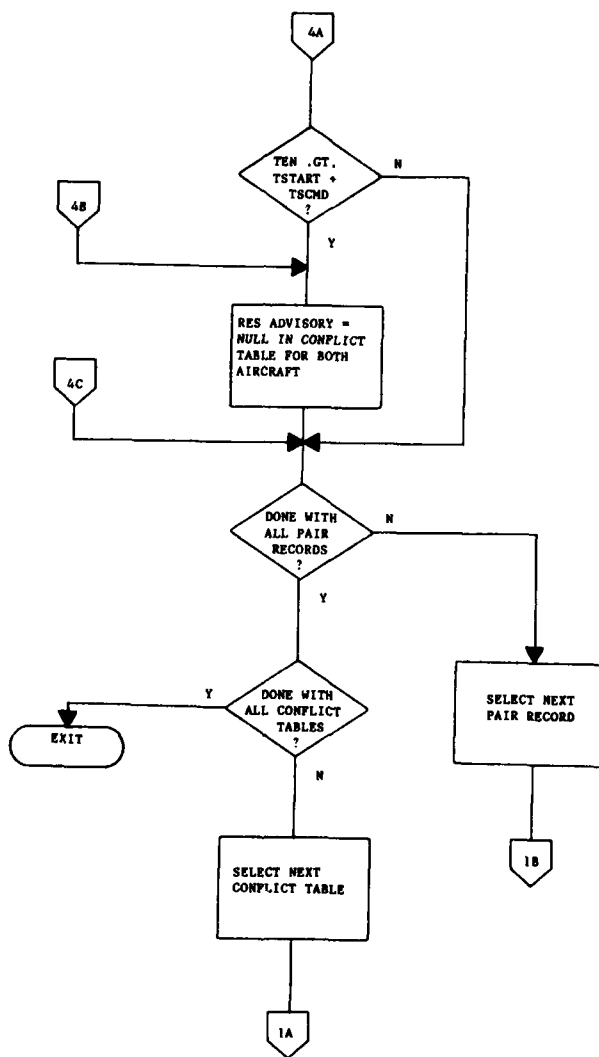 4A
TEN .GT.
TSTART +
TSCMD
?
N
4B
Y
RES ADVISORY =
NULL IN CONFLICT
TABLE FOR BOTH
AIRCRAFT
4C
DONE WITH
ALL PAIR
RECORDS
?
N
Y
SELECT NEXT
PAIR RECORD
Y
DONE WITH
ALL CONFLICT
TABLES
?
EXIT
N
SELECT NEXT
CONFLICT TABLE
1B
1A